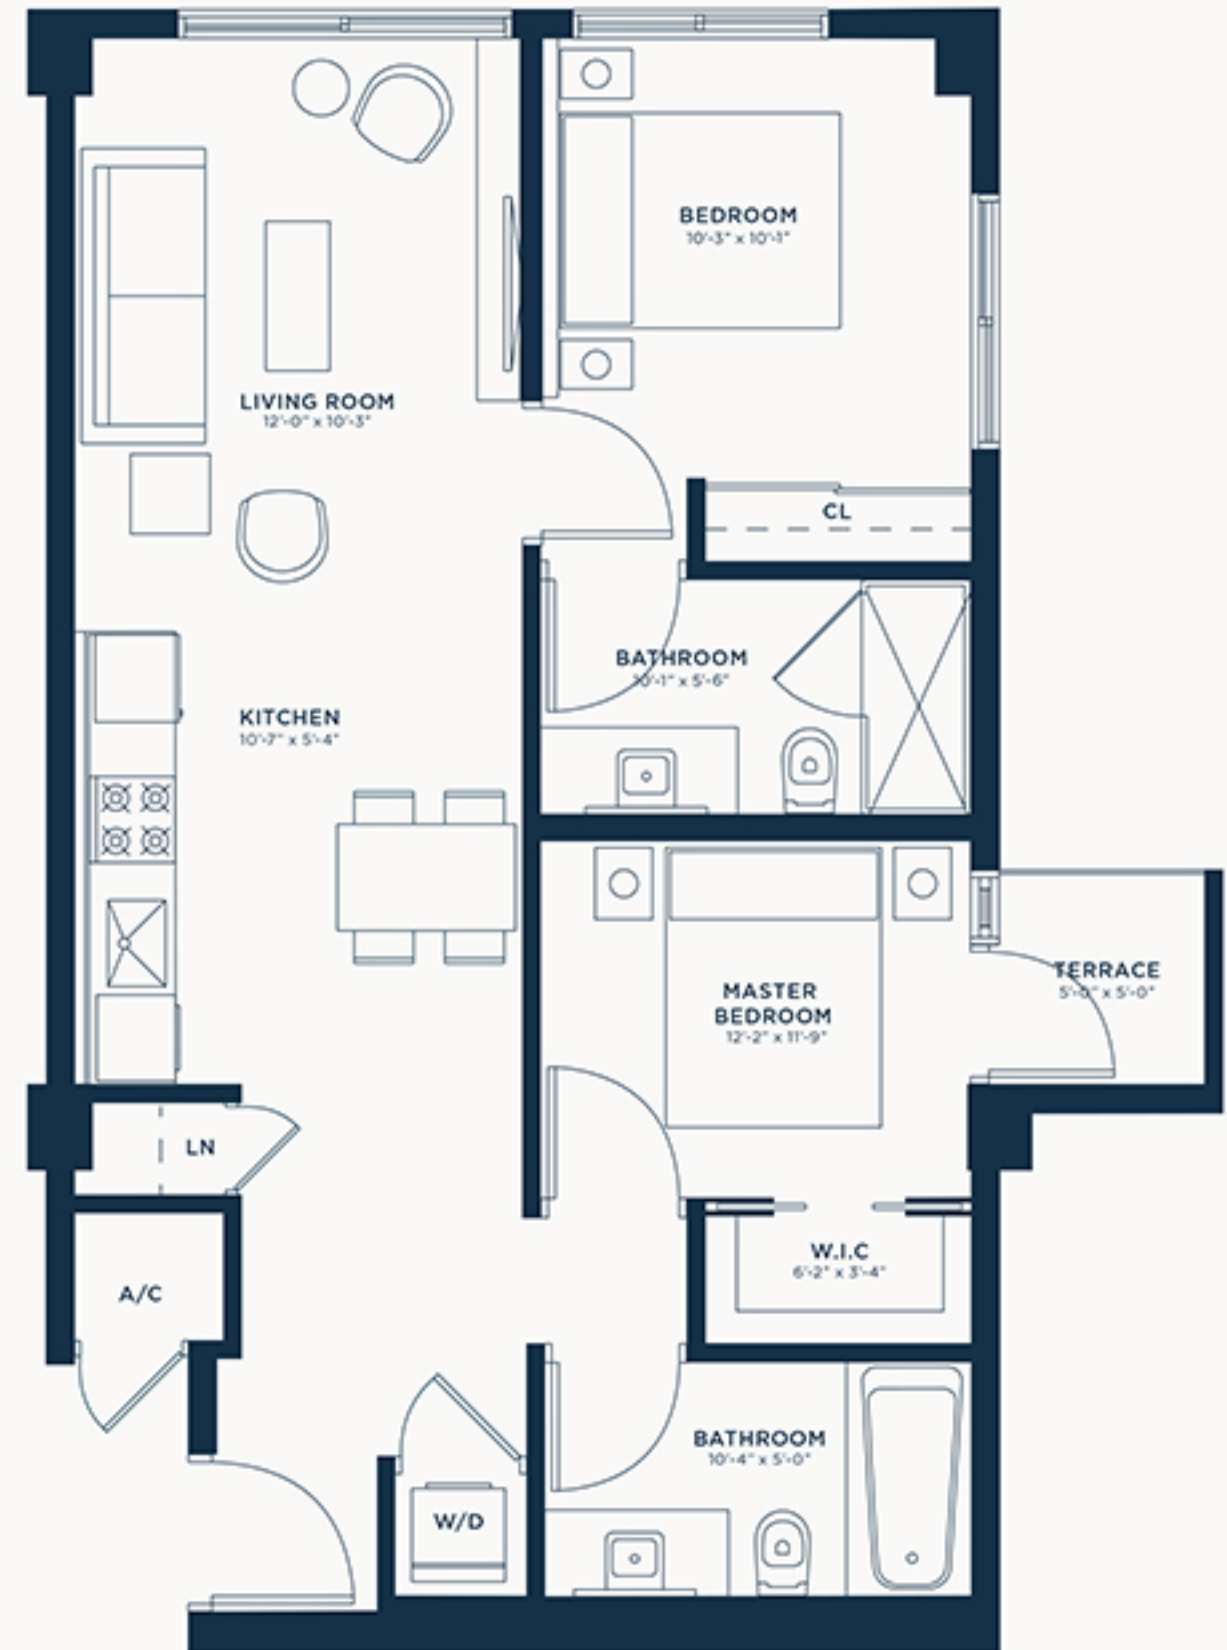 BEDROOM
10'-3" x 10'-1"
LIVING ROOM
12'-0" x 10'-3"
CL
BATHROOM
10'-1" x 5'-6"
KITCHEN
10'-7" x 5'-4"
TERRACE
5'-0" x 5'-0"
MASTER
BEDROOM
12'-2" x 11'-9"
LN
W.I.C
6'-2" x 3'-4"
A/C
BATHROOM
10'-4" x 5'-0"
W/D